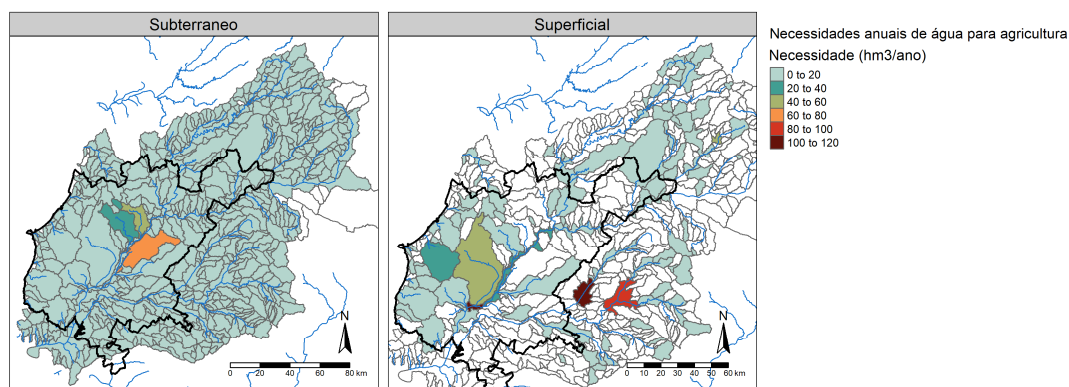 Subterraneo
Superficial
Necessidades anuais de água para agricultura
Necessidade (hm3/ano)
0 to 20
20 to 40
40 to 60
60 to 80
80 to 100
100 to 120
N
0 20 40 60 80 km
N
0 10 20 30 40 50 60 km